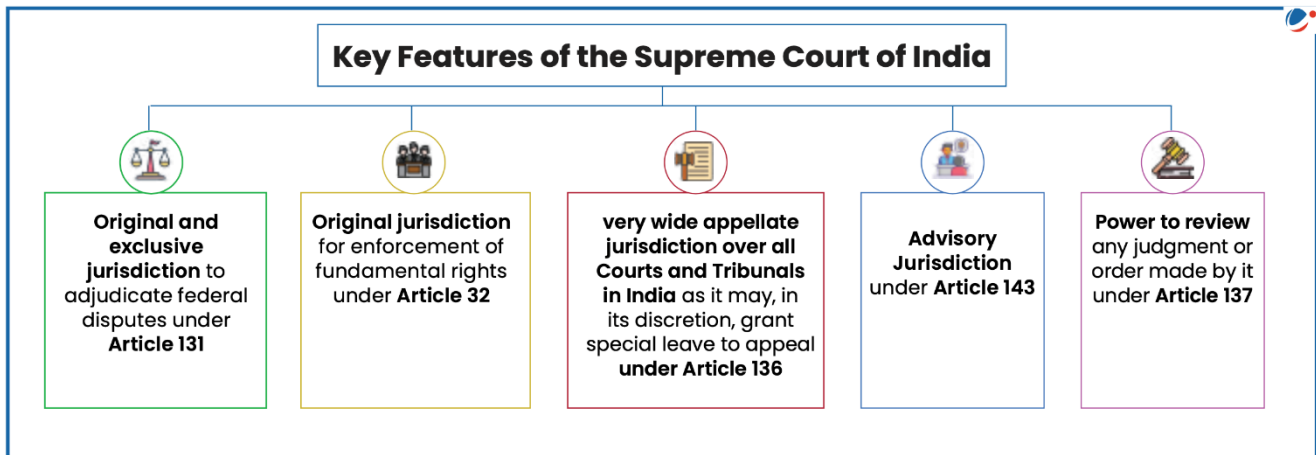 Key Features of the Supreme Court of India
Original and
exclusive
jurisdiction to
adjudicate federal
disputes under
Article 131
Original jurisdiction
for enforcement of
fundamental rights
under Article 32
very wide appellate
jurisdiction over all
Courts and Tribunals
in India as it may, in
its discretion, grant
special leave to appeal
under Article 136
Advisory
Jurisdiction
under Article 143
Power to review
any judgment or
order made by it
under Article 137